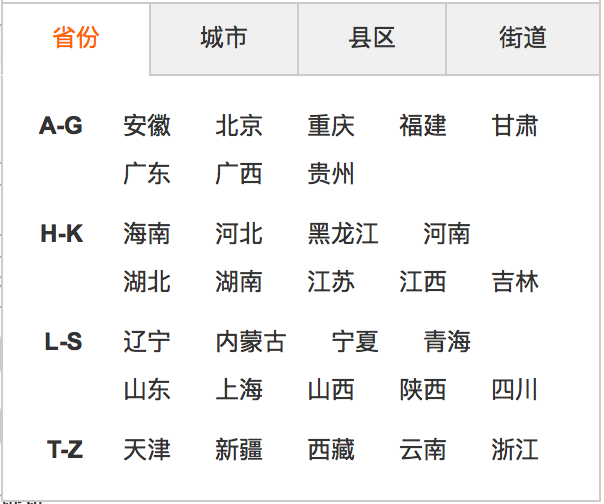 省份 城市 县区 街道
A-G 安徽 北京 重庆 福建 甘肃
广东 广西 贵州
H-K 海南 河北 黑龙江 河南
湖北 湖南 江苏 江西 吉林
L-S 辽宁 内蒙古 宁夏 青海
山东 上海 山西 陕西 四川
T-Z 天津 新疆 西藏 云南 浙江